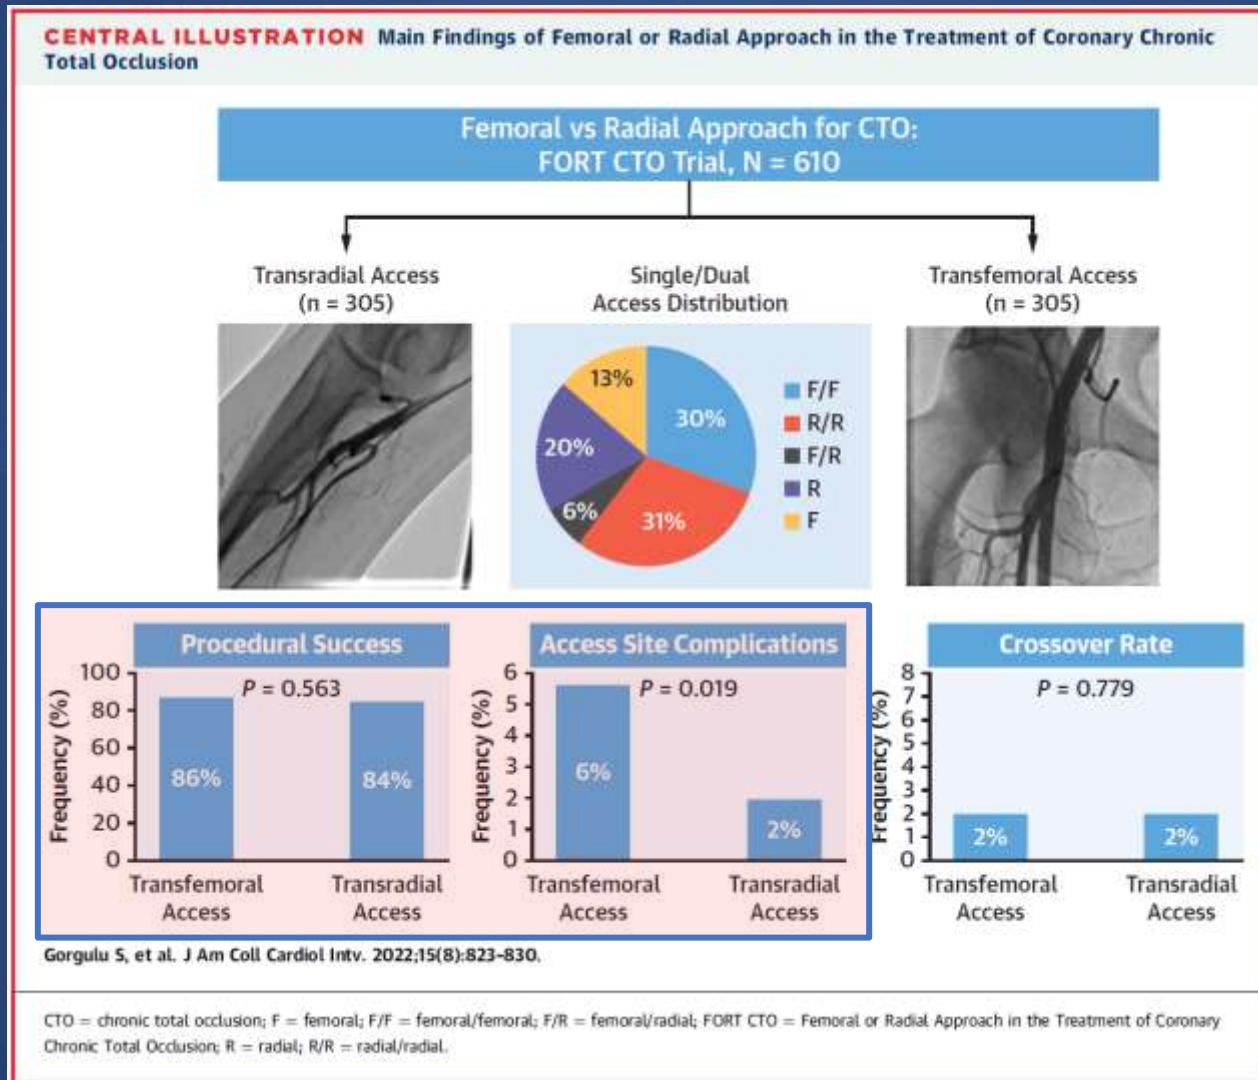 CENTRAL ILLUSTRATION Main Findings of Femoral or Radial Approach in the Treatment of Coronary Chronic
Total Occlusion
Femoral vs Radial Approach for CTO:
FORT CTO Trial, N = 610
Transradial Access
(n = 305)
Single/Dual
Access Distribution
Transfemoral Access
(n = 305)
13%
30%
20%
6%
31%
F/F
R/R
F/R
R
F
Procedural Success
P = 0.563
Frequency (%)
100
80
60
40
20
0
86%
84%
Transfemoral
Access
Transradial
Access
Access Site Complications
P = 0.019
Frequency (%)
6
5
4
3
2
1
0
6%
2%
Transfemoral
Access
Transradial
Access
Crossover Rate
P = 0.779
Frequency (%)
8
7
6
5
4
3
2
1
0
2%
2%
Transfemoral
Access
Transradial
Access
Gorgulu S, et al. J Am Coll Cardiol Intv. 2022;15(8):823–830.
CTO = chronic total occlusion; F = femoral; F/F = femoral/femoral; F/R = femoral/radial; FORT CTO = Femoral or Radial Approach in the Treatment of Coronary
Chronic Total Occlusion; R = radial; R/R = radial/radial.